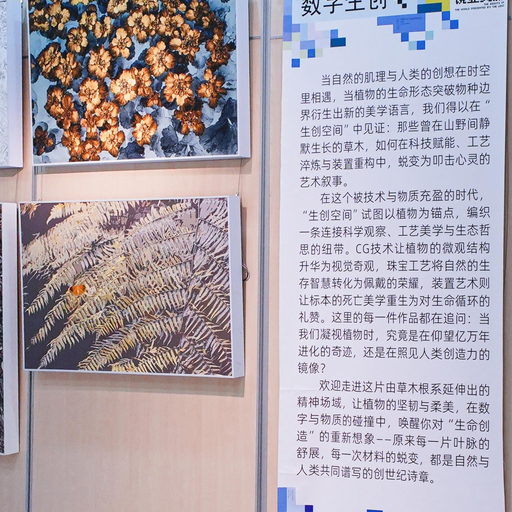 数字生创
当自然的肌理与人类的创想在时空
里相遇，当植物的生命形态突破物种边
界衍生出新的美学语言，我们得以在“
生创空间”中见证：那些曾在山野间静
默生长的草木，如何在科技赋能、工艺
淬炼与装置重构中，蜕变为叩击心灵的
艺术叙事。
在这个被技术与物质充盈的时代，
“生创空间”试图以植物为锚点，编织
一条连接科学观察、工艺美学与生态哲
思的纽带。CG技术让植物的微观结构
升华为视觉奇观，珠宝工艺将自然的生
存智慧转化为佩戴的荣耀，装置艺术则
让标本的死亡美学重生为对生命循环的
礼赞。这里的每一件作品都在追问：当
我们凝视植物时，究竟是在仰望亿万年
进化的奇迹，还是在照见人类创造力的
镜像？
欢迎走进这片由草木根系延伸出的
精神场域，让植物的坚韧与柔美，在数
字与物质的碰撞中，唤醒你对“生命创
造”的重新想象——原来每一片叶脉的
舒展，每一次材料的蜕变，都是自然与
人类共同谱写的创世纪诗章。